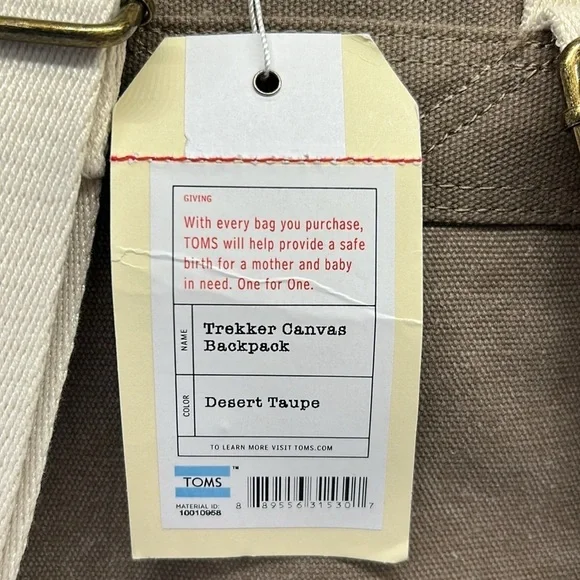 GIVING
With every bag you purchase,
TOMS will help provide a safe
birth for a mother and baby
in need. One for One.
NAME
Trekker Canvas
Backpack
COLOR
Desert Taupe
TO LEARN MORE VISIT TOMS.COM
TOMS™
MATERIAL ID:
10010958
8 89556 31530 7